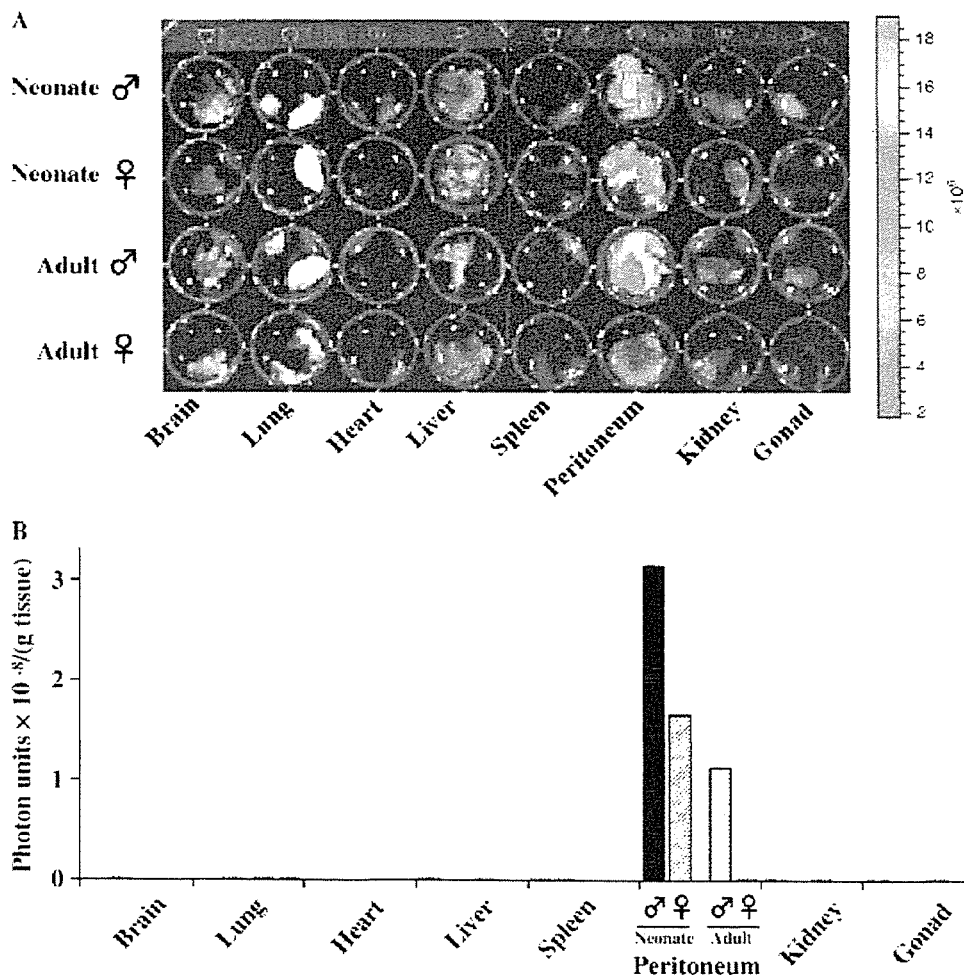 A
Neonate ♂
Neonate ♀
Adult ♂
Adult ♀
Brain
Lung
Heart
Liver
Spleen
Peritoneum
Kidney
Gonad
18
16
14
12
10
8
6
4
2
B
Photon units × 10⁻⁸/(g tissue)
3
2
1
0
Brain
Lung
Heart
Liver
Spleen
♂ ♀ ♂ ♀
Neonate Adult
Peritoneum
Kidney
Gonad